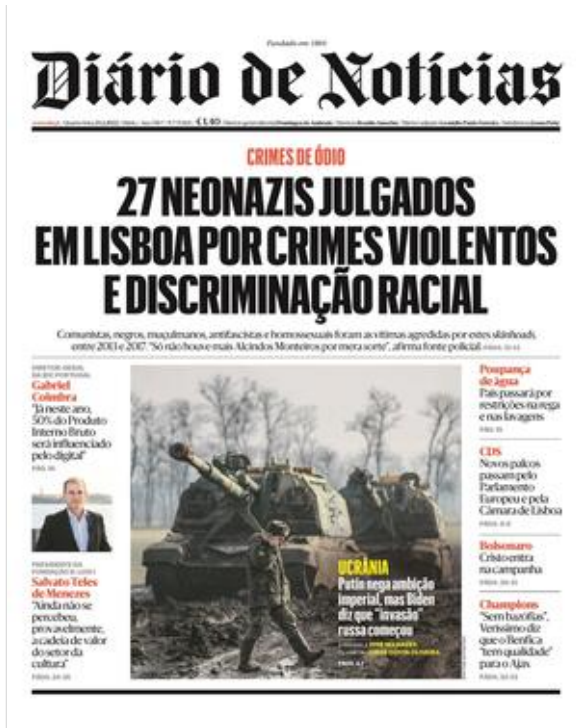 Fundado em 1864
Diário de Notícias
CRIMES DE ÓDIO
27 NEONAZIS JULGADOS
EM LISBOA POR CRIMES VIOLENTOS
E DISCRIMINAÇÃO RACIAL
Comunistas, negros, muçulmanos, antifascistas e homossexuais foram as vítimas agredidas por estes skinheads,
entre 2013 e 2017. "Só não houve mais Alcindos Monteiros por mera sorte", afirma fonte policial.
Gabriel
Coimbra
"Já neste ano,
50% do Produto
Interno Bruto
será influenciado
pelo digital"
Salvato Teles
de Menezes
"Ainda não se
percebeu,
provavelmente,
a cadeia de valor
do setor da
cultura"
UCRÂNIA
Putin nega ambição
imperial, mas Biden
diz que "invasão"
russa começou
Poupança
de água
País passará por
restrições na rega
e nas lavagens
CDS
Novos palcos
passam pelo
Parlamento
Europeu e pela
Câmara de Lisboa
Bolsonaro
Cristo entra
na campanha
Champions
"Sem bazófias",
Veríssimo diz
que o Benfica
"tem qualidade"
para o Ajax